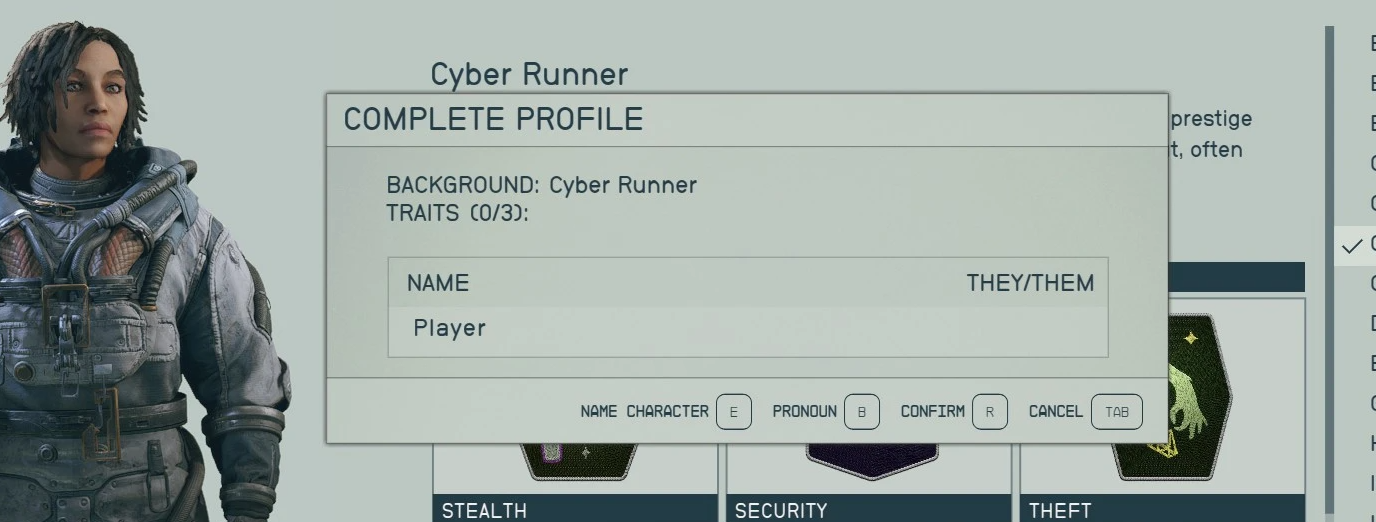 Cyber Runner
COMPLETE PROFILE
prestige
t, often
BACKGROUND: Cyber Runner
TRAITS (0/3):
NAME THEY/THEM
Player
NAME CHARACTER E PRONOUN B CONFIRM R CANCEL TAB
STEALTH SECURITY THEFT